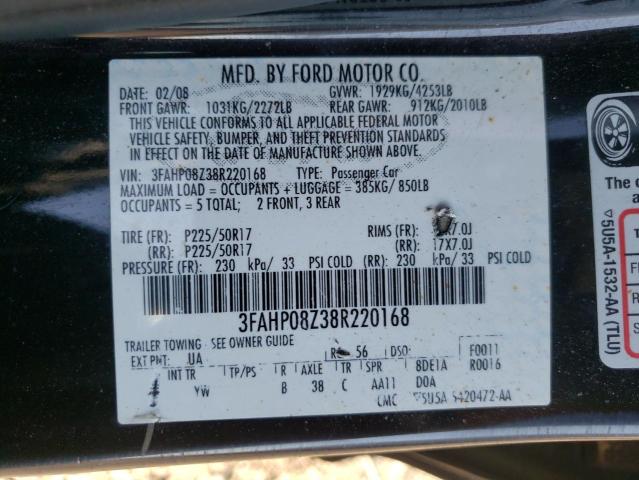 MFD. BY FORD MOTOR CO.
DATE: 02/08 GVWR: 1929KG/4253LB
FRONT GAWR: 1031KG/2272LB REAR GAWR: 912KG/2010LB
THIS VEHICLE CONFORMS TO ALL APPLICABLE FEDERAL MOTOR
VEHICLE SAFETY, BUMPER, AND THEFT PREVENTION STANDARDS
IN EFFECT ON THE DATE OF MANUFACTURE SHOWN ABOVE.
VIN: 3FAHP08Z38R220168 TYPE: Passenger Car
MAXIMUM LOAD = OCCUPANTS + LUGGAGE = 385KG/ 850LB
OCCUPANTS = 5 TOTAL: 2 FRONT, 3 REAR
TIRE (FR): P225/50R17 RIMS (FR): X7.0J
(RR): P225/50R17 (RR): 17X7.0J
PRESSURE (FR): 230 kPa/ 33 PSI COLD (RR): 230 kPa/ 33 PSI COLD
3FAHP08Z38R220168
TRAILER TOWING - SEE OWNER GUIDE
EXT PNT: UA 56 DSO: F0011
INT TR TP/PS R AXLE TR SPR 8DE1A R0016
YW B 38 C AA11 D0A
CMC 5U5A 5420472-AA
5U5A-1532-AA (TLU)
The c